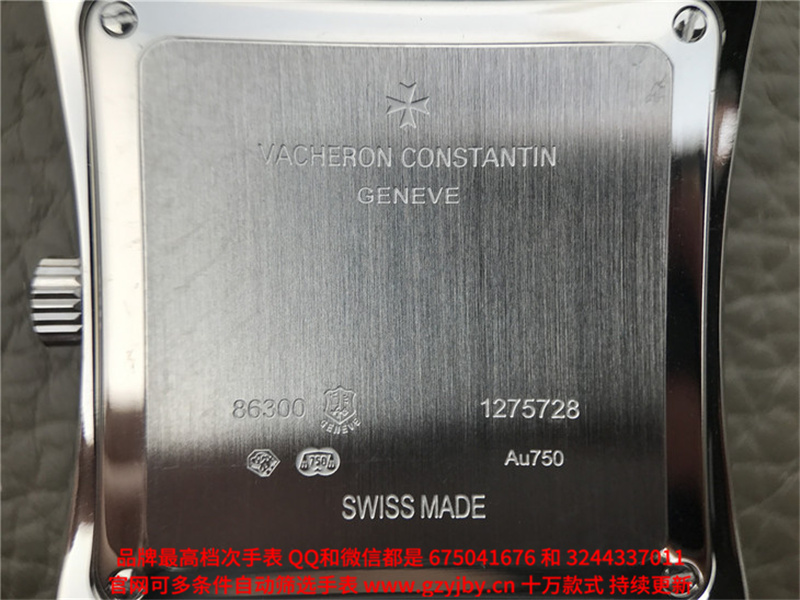 VACHERON CONSTANTIN
GENEVE
86300 GENEVE 1275728
750 Au750
SWISS MADE
品牌最高档次手表 QQ和微信都是 675041676 和 3244337011
官网可多条件自动筛选手表 www.gzyjby.cn 十万款式 持续更新